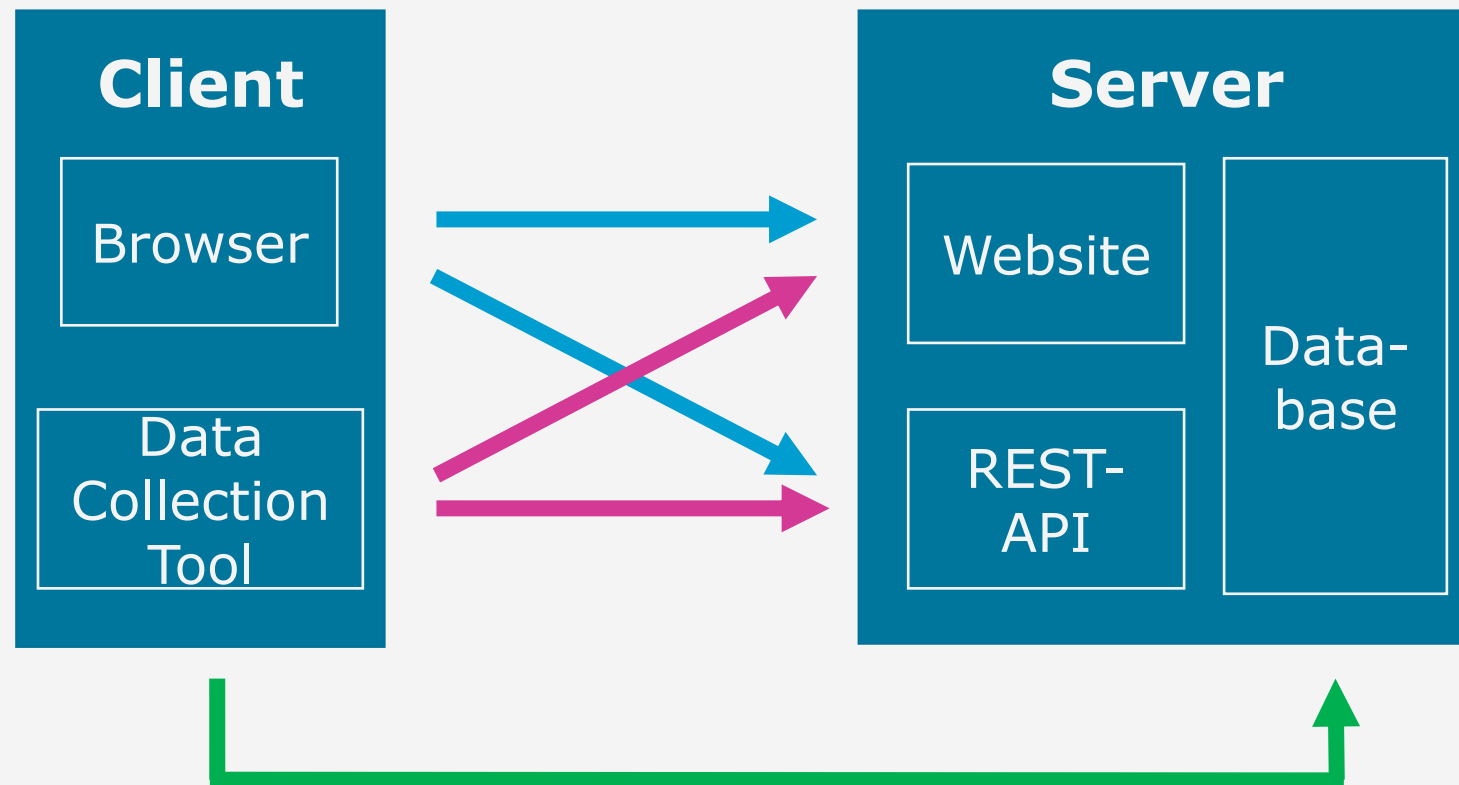 Client
Browser
Data
Collection
Tool
Server
Website
REST-
API
Data-
base